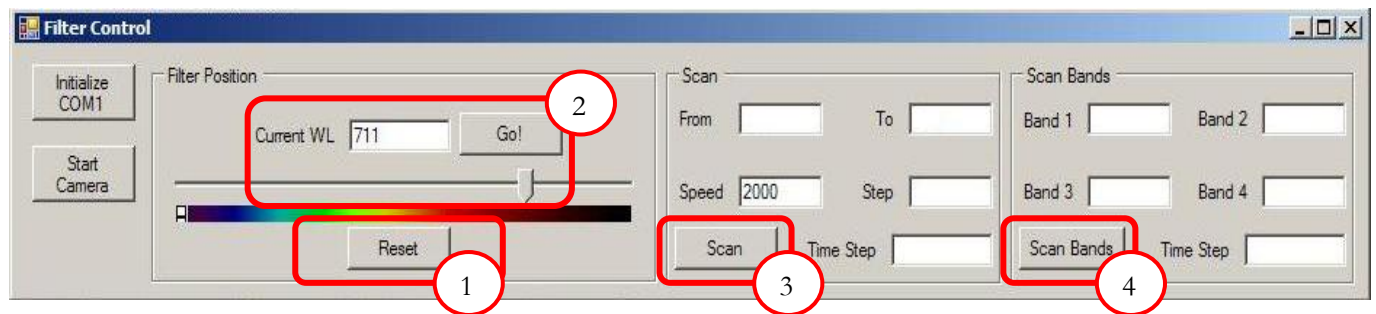 Filter Control
Initialize
COM1
Start
Camera
Filter Position
Current WL 711 Go!
2
Reset
1
Scan
From To
Speed 2000 Step
Scan Time Step
3
Scan Bands
Band 1 Band 2
Band 3 Band 4
Scan Bands Time Step
4